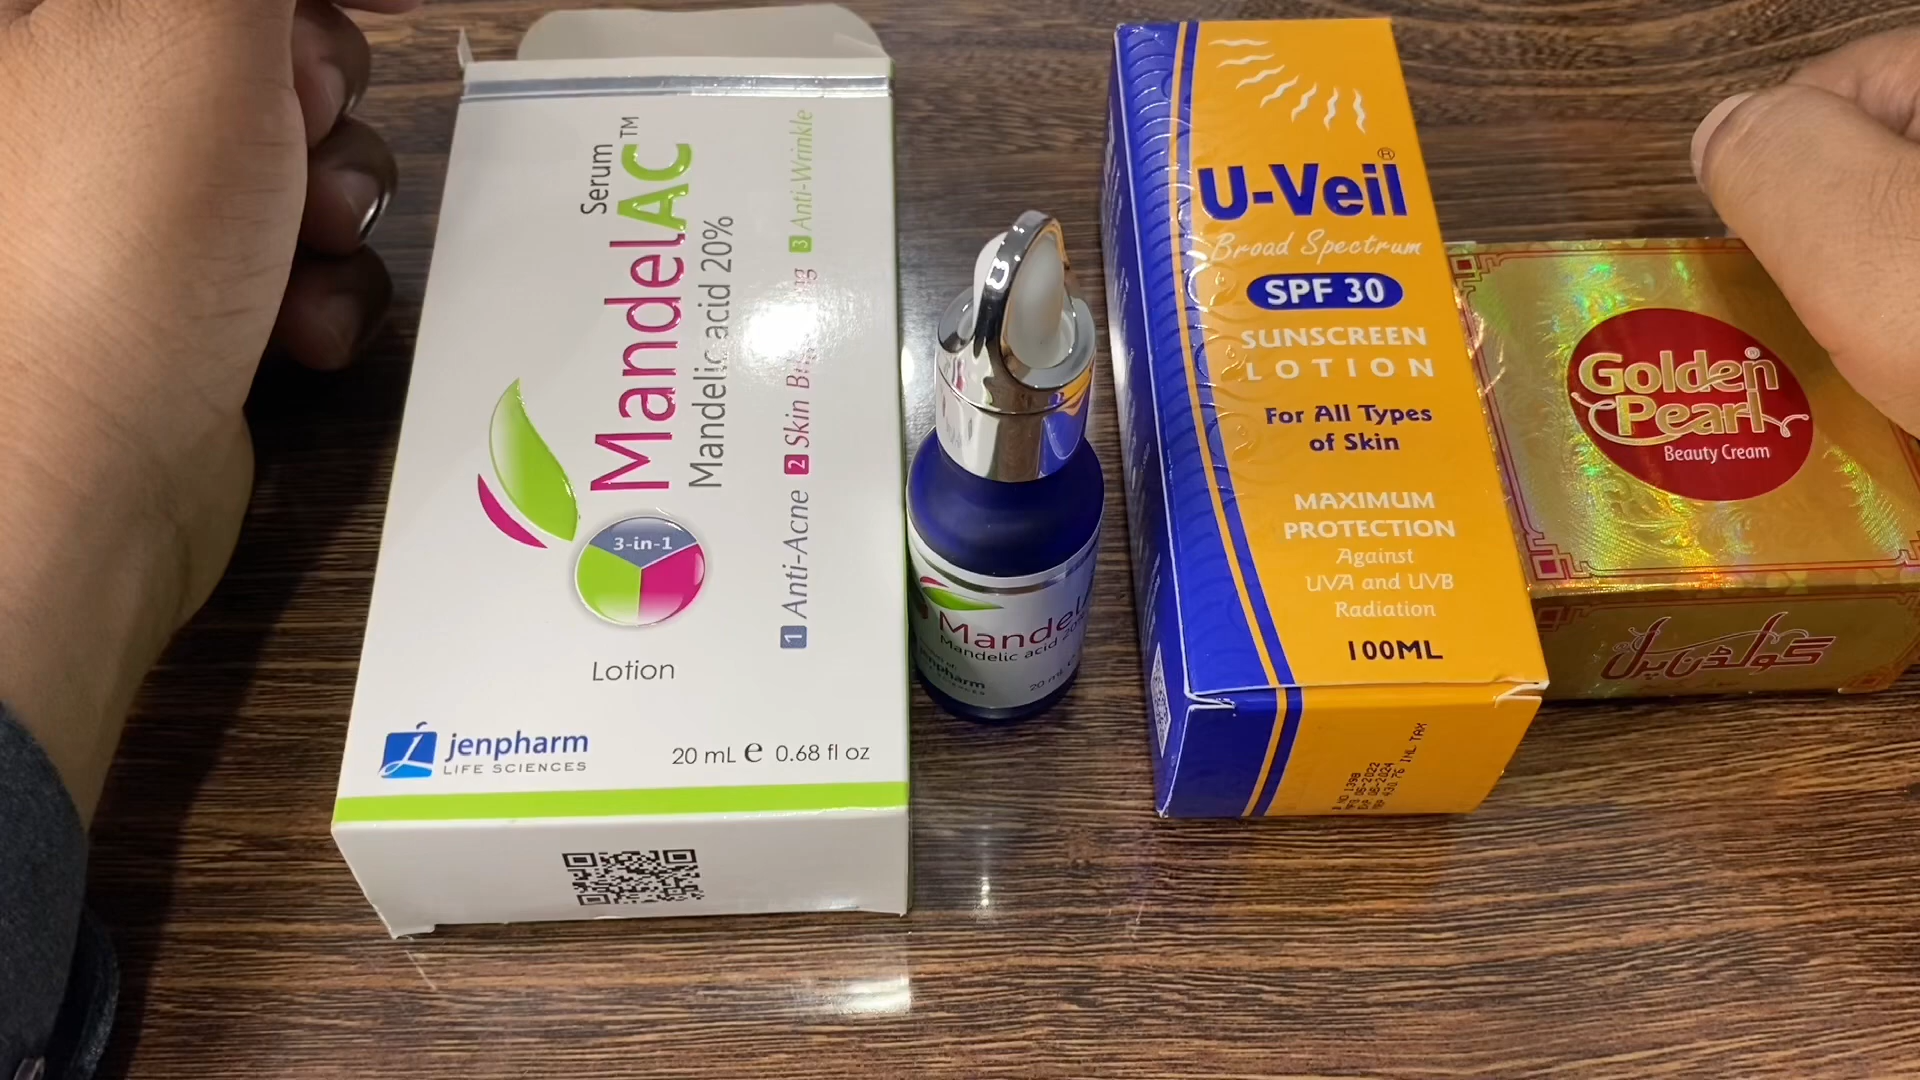 Serum
MandelAC™
Mandelic acid 20%
1 Anti-Acne 2 Skin 3 Anti-Wrinkle
3-in-1
Lotion
jenpharm
LIFE SCIENCES
20 mL e 0.68 fl oz
Mandelic acid
jenpharm
U-Veil®
Broad Spectrum
SPF 30
SUNSCREEN
LOTION
For All Types
of Skin
MAXIMUM
PROTECTION
Against
UVA and UVB
Radiation
100ML
Golden®
Pearl
Beauty Cream
گولڈن پرل